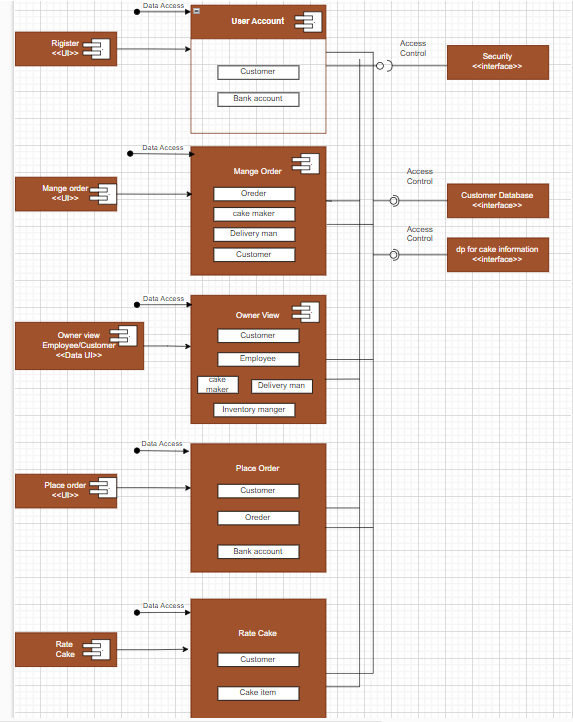 Data Access
User Account
Rigister
<<UI>>
Customer
Bank account
Access
Control
Security
<<interface>>
Data Access
Mange Order
Mange order
<<UI>>
Oreder
cake maker
Delivery man
Customer
Access
Control
Customer Database
<<interface>>
Access
Control
dp for cake information
<<interface>>
Data Access
Owner View
Owner view
Employee/Customer
<<Data UI>>
Customer
Employee
cake
maker
Delivery man
Inventory manger
Data Access
Place Order
Place order
<<UI>>
Customer
Oreder
Bank account
Data Access
Rate Cake
Rate
Cake
Customer
Cake item